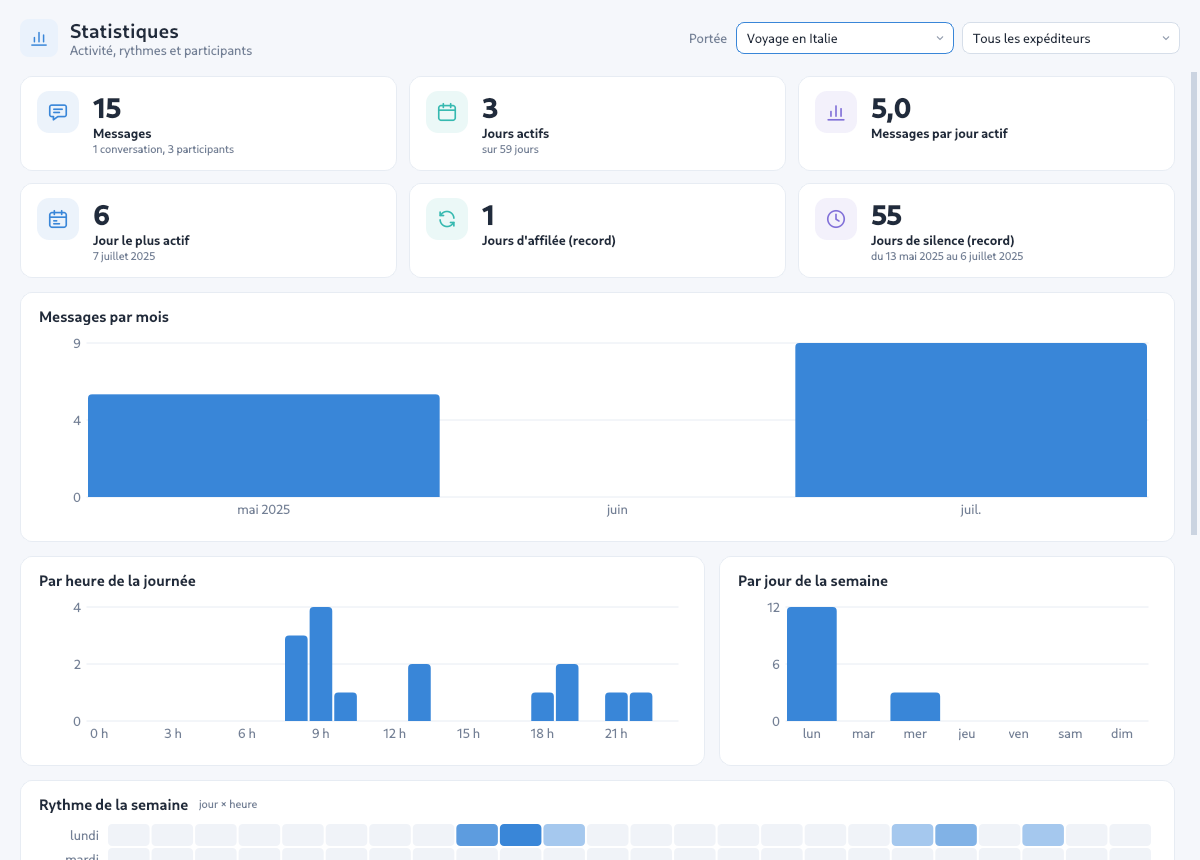 Statistiques
Activité, rythmes et participants
Portée
Voyage en Italie
Tous les expéditeurs
15
Messages
1 conversation, 3 participants
3
Jours actifs
sur 59 jours
5,0
Messages par jour actif
6
Jour le plus actif
7 juillet 2025
1
Jours d'affilée (record)
55
Jours de silence (record)
du 13 mai 2025 au 6 juillet 2025
Messages par mois
9
4
0
mai 2025 juin juil.
Par heure de la journée
4
2
0
0 h 3 h 6 h 9 h 12 h 15 h 18 h 21 h
Par jour de la semaine
12
6
0
lun mar mer jeu ven sam dim
Rythme de la semaine jour × heure
lundi
mardi